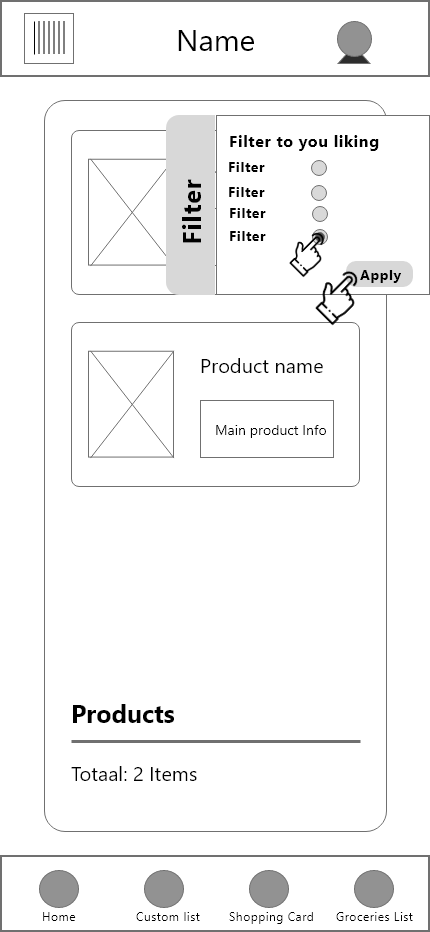 Name
Filter
Filter to you liking
Filter
Filter
Filter
Filter
Apply
Product name
Main product Info
Products
Totaal: 2 Items
Home
Custom list
Shopping Card
Groceries List